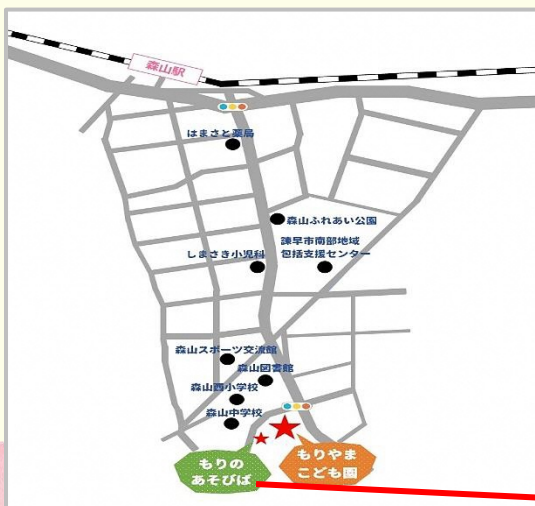 森山駅
はまさと薬局
森山ふれあい公園
諫早市南部地域
包括支援センター
しまさき小児科
森山スポーツ交流館
森山図書館
森山西小学校
森山中学校
もりの
あそびば
もりやま
こども園